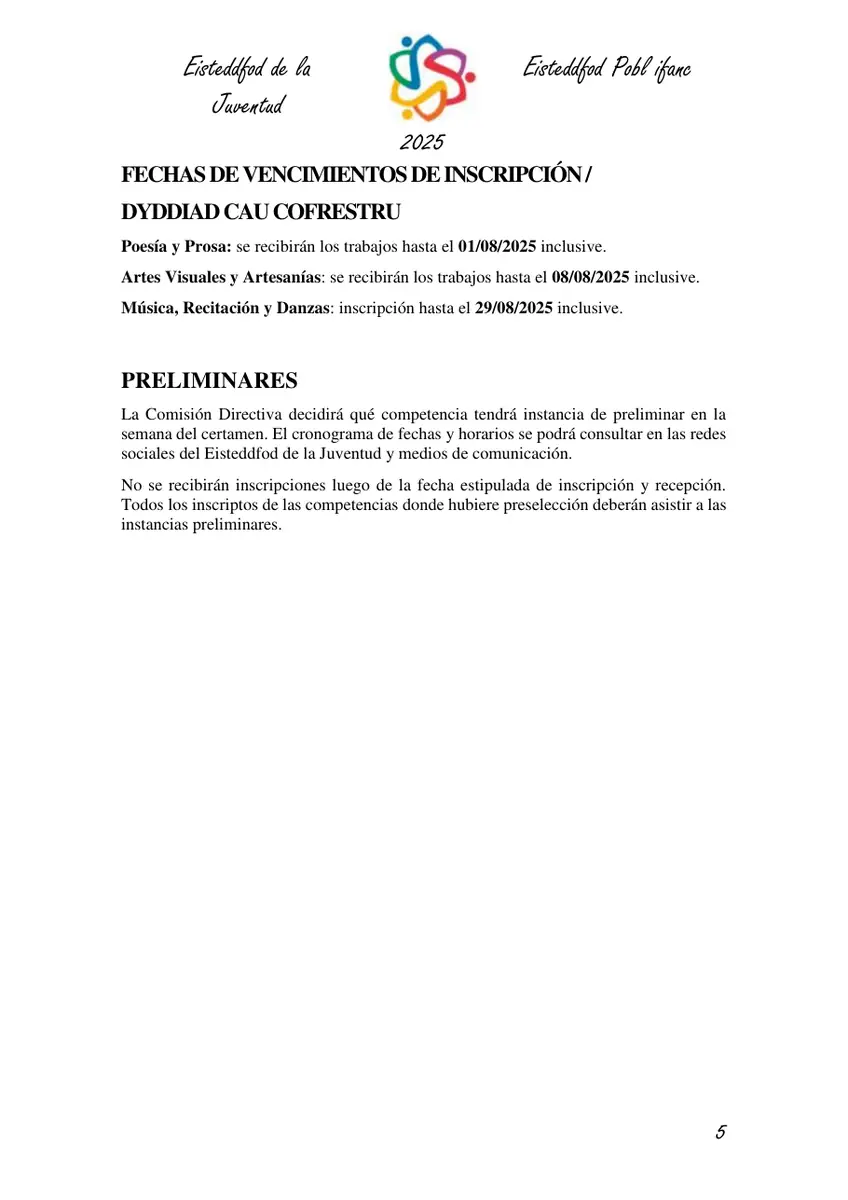 Eisteddfod de la
Juventud
Eisteddfod Pobl ifanc
2025
FECHAS DE VENCIMIENTOS DE INSCRIPCIÓN /
DYDDIAD CAU COFRESTRU
Poesía y Prosa: se recibirán los trabajos hasta el 01/08/2025 inclusive.
Artes Visuales y Artesanías: se recibirán los trabajos hasta el 08/08/2025 inclusive.
Música, Recitación y Danzas: inscripción hasta el 29/08/2025 inclusive.
PRELIMINARES
La Comisión Directiva decidirá qué competencia tendrá instancia de preliminar en la
semana del certamen. El cronograma de fechas y horarios se podrá consultar en las redes
sociales del Eisteddfod de la Juventud y medios de comunicación.
No se recibirán inscripciones luego de la fecha estipulada de inscripción y recepción.
Todos los inscriptos de las competencias donde hubiere preselección deberán asistir a las
instancias preliminares.
5